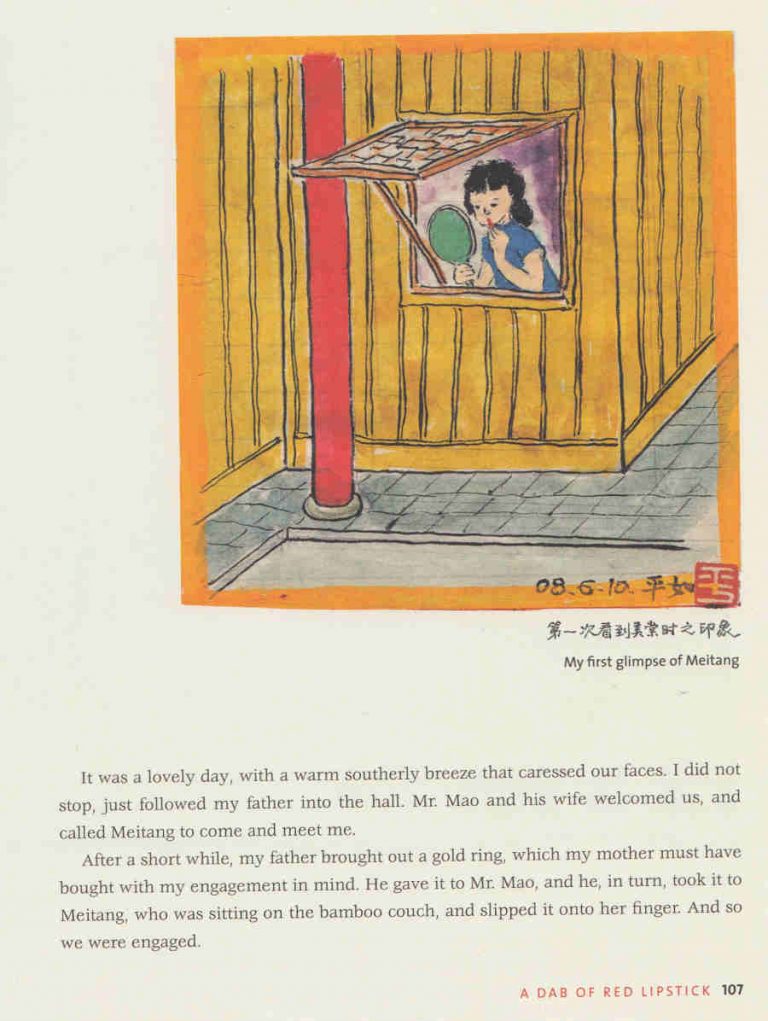 08.6.10. 平如
第一次看到美棠时之印象
My first glimpse of Meitang
It was a lovely day, with a warm southerly breeze that caressed our faces. I did not
stop, just followed my father into the hall. Mr. Mao and his wife welcomed us, and
called Meitang to come and meet me.
After a short while, my father brought out a gold ring, which my mother must have
bought with my engagement in mind. He gave it to Mr. Mao, and he, in turn, took it to
Meitang, who was sitting on the bamboo couch, and slipped it onto her finger. And so
we were engaged.
A DAB OF RED LIPSTICK 107